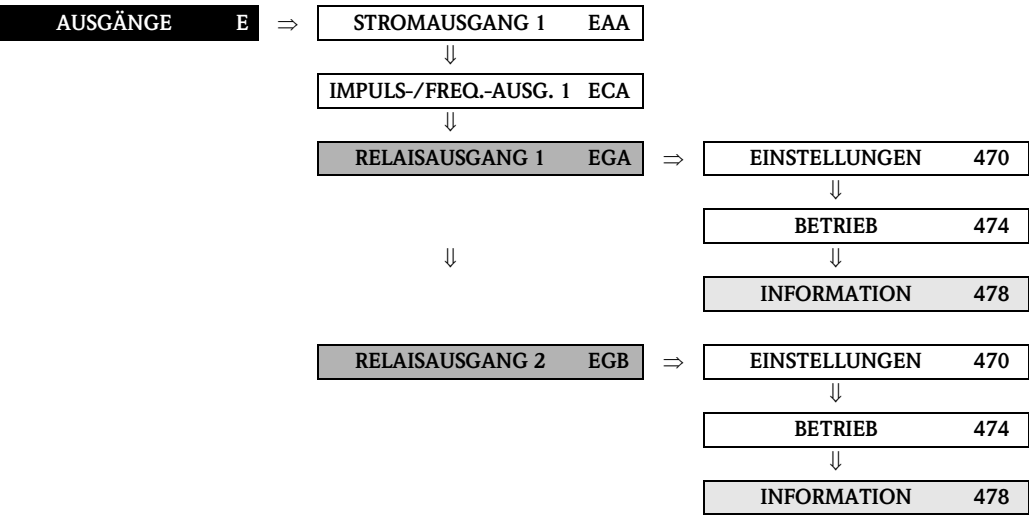 AUSGÄNGE E ⇒ STROMAUSGANG 1 EAA
⇓
IMPULS-/FREQ.-AUSG. 1 ECA
⇓
RELAISAUSGANG 1 EGA ⇒ EINSTELLUNGEN 470
⇓
BETRIEB 474
⇓ ⇓
INFORMATION 478
RELAISAUSGANG 2 EGB ⇒ EINSTELLUNGEN 470
⇓
BETRIEB 474
⇓
INFORMATION 478